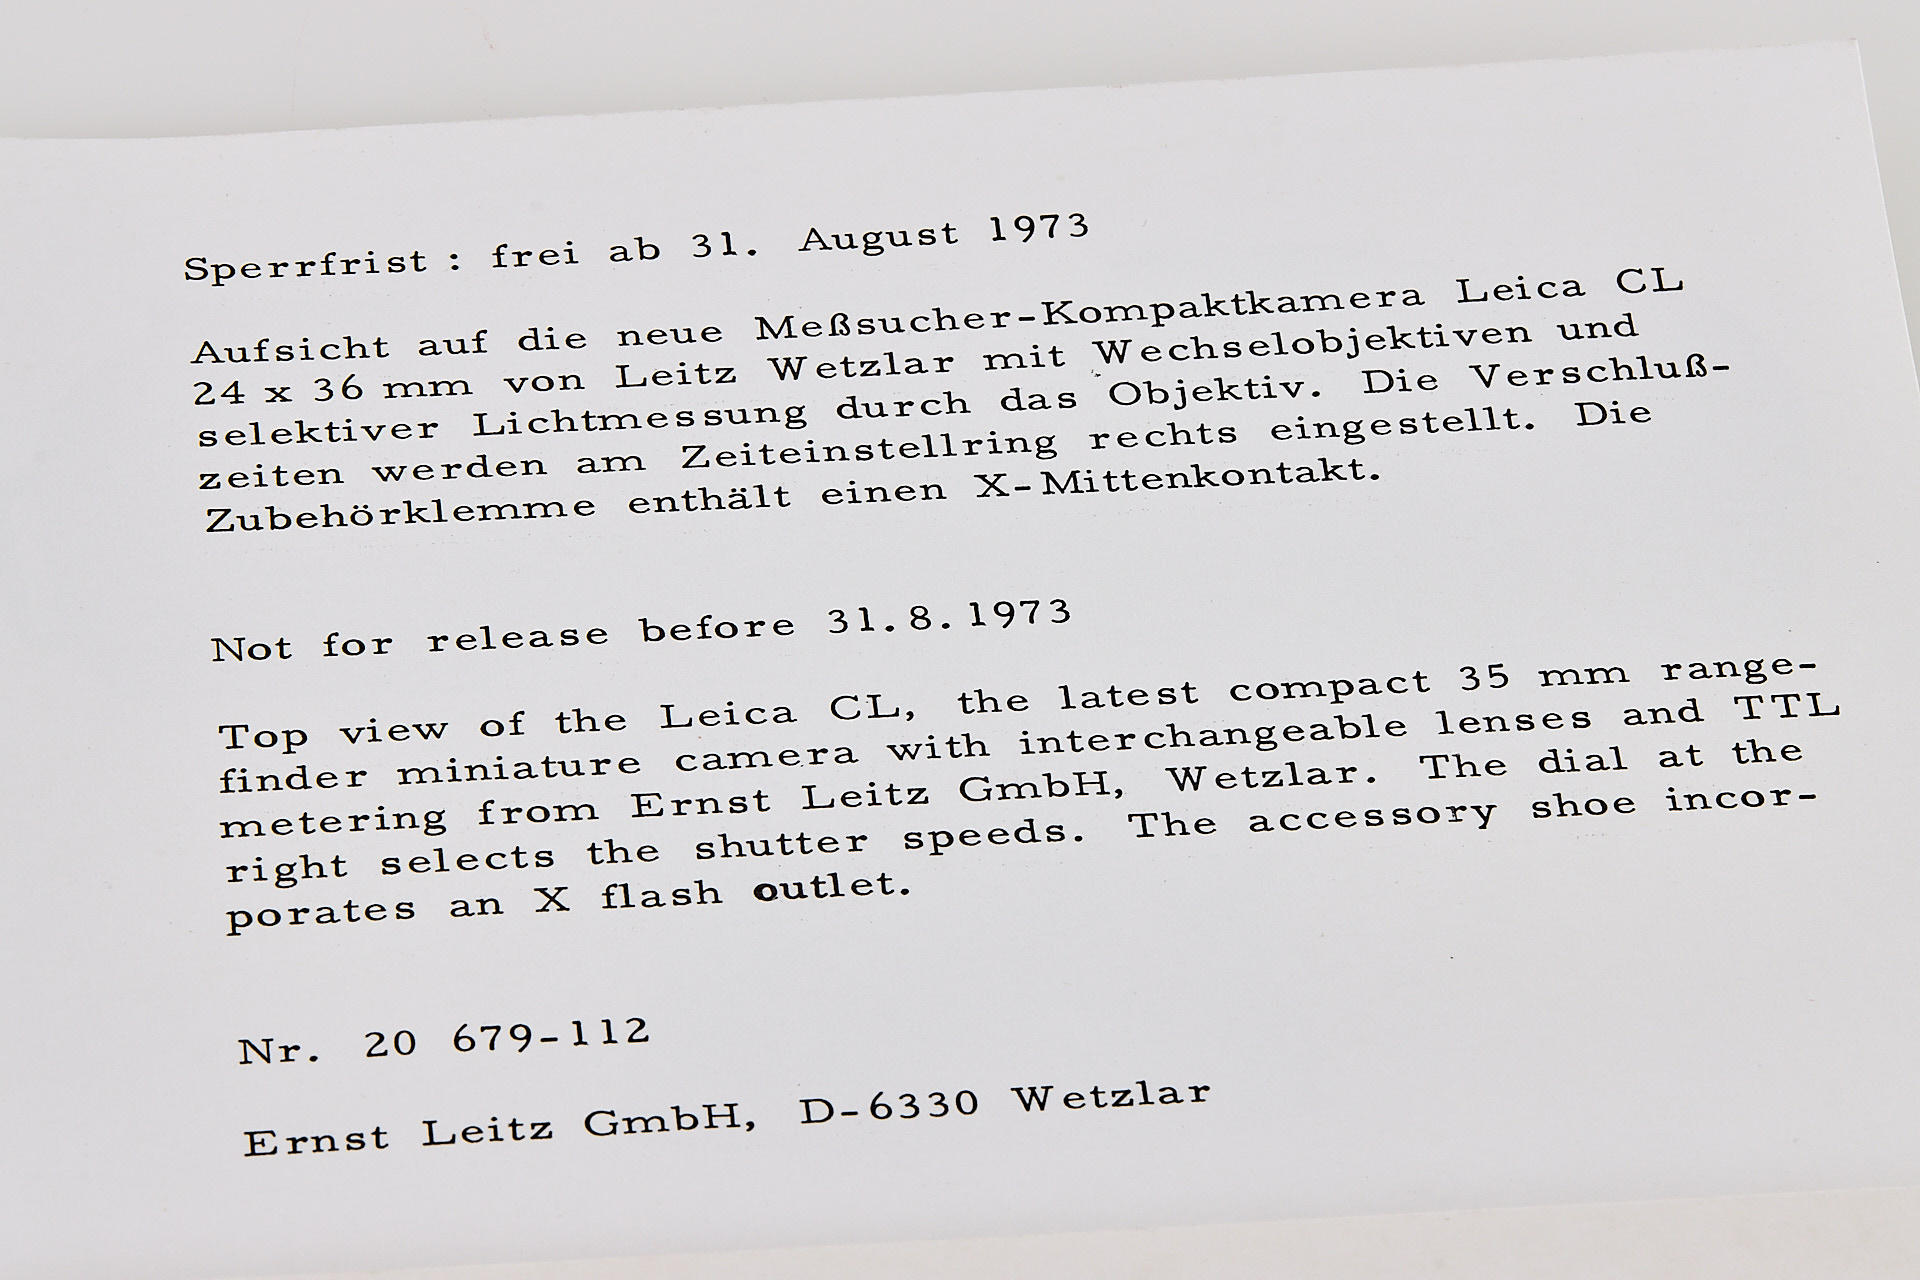 Sperrfrist : frei ab 31. August 1973
Aufsicht auf die neue Meßsucher-Kompaktkamera Leica CL
24 x 36 mm von Leitz Wetzlar mit Wechselobjektiven und
selektiver Lichtmessung durch das Objektiv. Die Verschluß-
zeiten werden am Zeiteinstellring rechts eingestellt. Die
Zubehörklemme enthält einen X-Mittenkontakt.
Not for release before 31.8.1973
Top view of the Leica CL, the latest compact 35 mm range-
finder miniature camera with interchangeable lenses and TTL
metering from Ernst Leitz GmbH, Wetzlar. The dial at the
right selects the shutter speeds. The accessory shoe incor-
porates an X flash outlet.
Nr. 20 679-112
Ernst Leitz GmbH, D-6330 Wetzlar